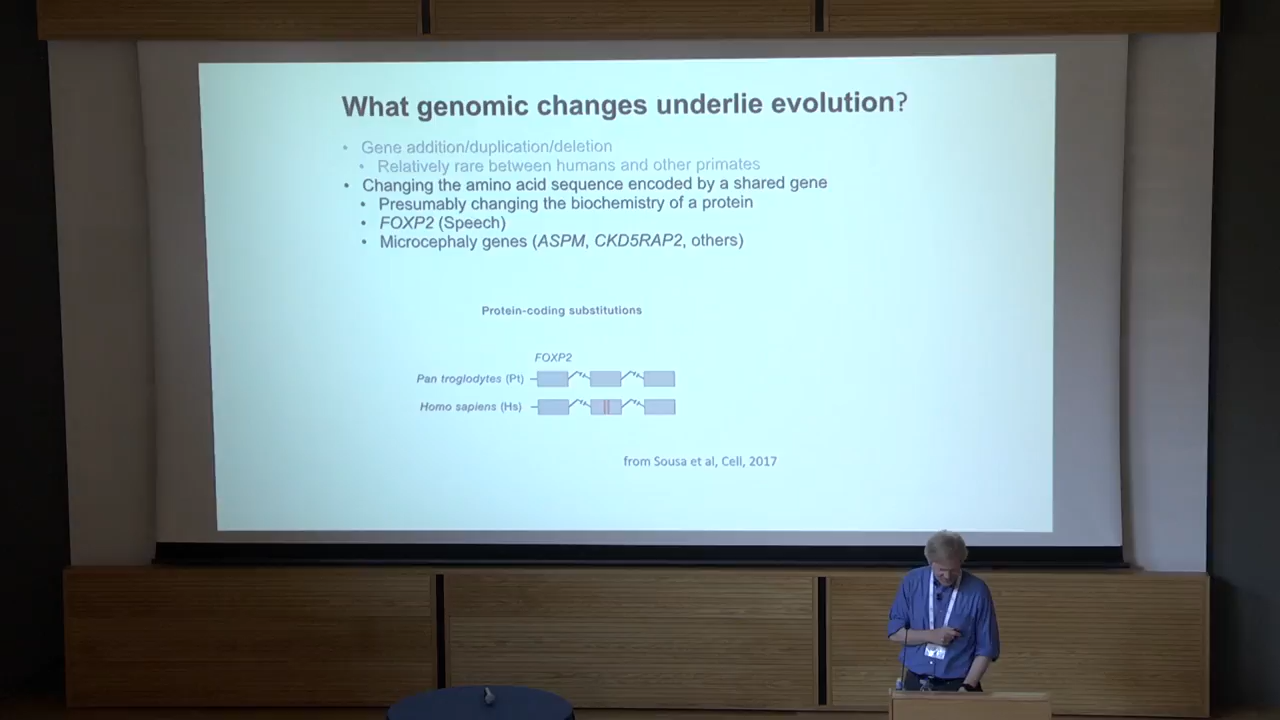 What genomic changes underlie evolution?
• Gene addition/duplication/deletion
• Relatively rare between humans and other primates
• Changing the amino acid sequence encoded by a shared gene
• Presumably changing the biochemistry of a protein
• FOXP2 (Speech)
• Microcephaly genes (ASPM, CKD5RAP2, others)
Protein-coding substitutions
FOXP2
Pan troglodytes (Pt)
Homo sapiens (Hs)
from Sousa et al, Cell, 2017